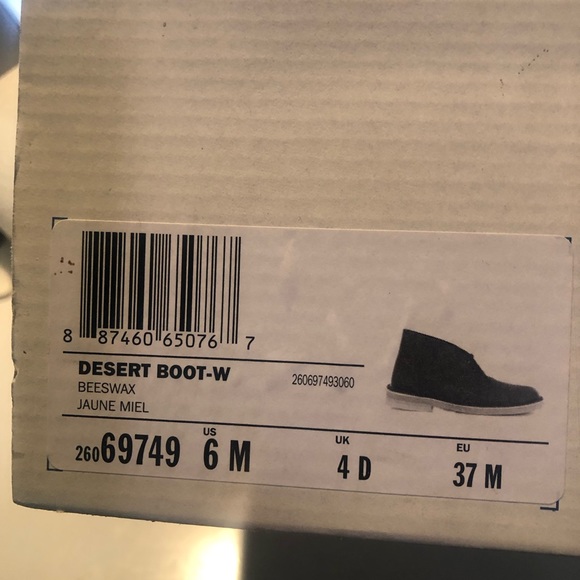 8 87460 65076 7
DESERT BOOT-W
260697493060
BEESWAX
JAUNE MIEL
26069749 US 6 M UK 4 D EU 37 M